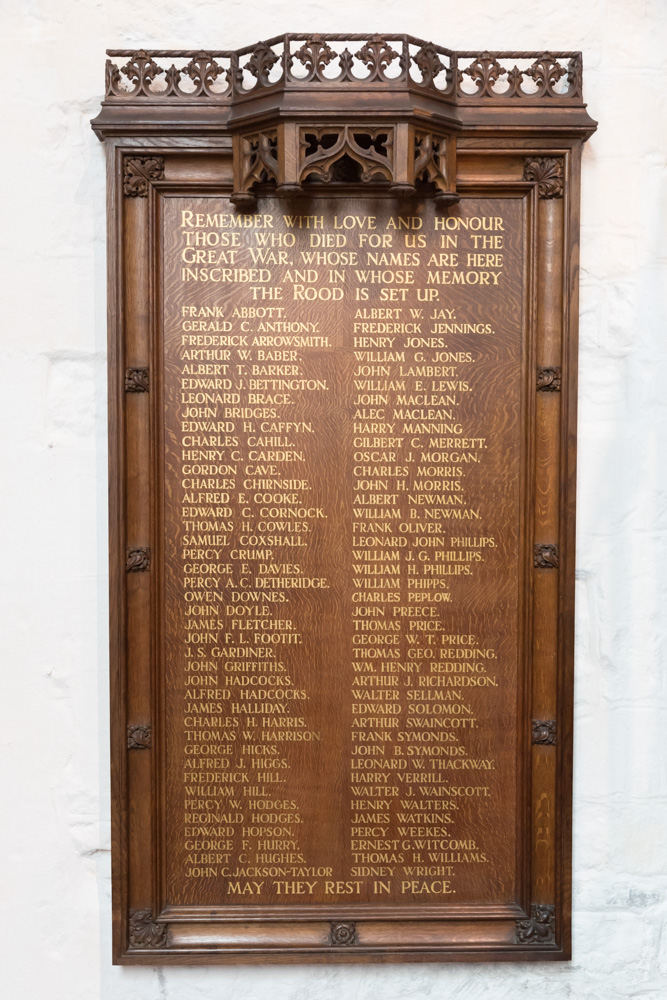 REMEMBER WITH LOVE AND HONOUR
THOSE WHO DIED FOR US IN THE
GREAT WAR, WHOSE NAMES ARE HERE
INSCRIBED AND IN WHOSE MEMORY
THE ROOD IS SET UP.
FRANK ABBOTT.
GERALD C. ANTHONY.
FREDERICK ARROWSMITH.
ARTHUR W. BABER.
ALBERT T. BARKER.
EDWARD J. BETTINGTON.
LEONARD BRACE.
JOHN BRIDGES.
EDWARD H. CAFFYN.
CHARLES CAHILL.
HENRY C. CARDEN.
GORDON CAVE.
CHARLES CHIRNSIDE.
ALFRED E. COOKE.
EDWARD C. CORNOCK.
THOMAS H. COWLES.
SAMUEL COXSHALL.
PERCY CRUMP.
GEORGE E. DAVIES.
PERCY A. C. DETHERIDGE.
OWEN DOWNES.
JOHN DOYLE.
JAMES FLETCHER.
JOHN F. L. FOOTIT.
J. S. GARDINER.
JOHN GRIFFITHS.
JOHN HADCOCKS.
ALFRED HADCOCKS.
JAMES HALLIDAY.
CHARLES H. HARRIS.
THOMAS W. HARRISON.
GEORGE HICKS.
ALFRED J. HIGGS.
FREDERICK HILL.
WILLIAM HILL.
PERCY W. HODGES.
REGINALD HODGES.
EDWARD HOPSON.
GEORGE F. HURRY.
ALBERT C. HUGHES.
JOHN C. JACKSON-TAYLOR
ALBERT W. JAY.
FREDERICK JENNINGS.
HENRY JONES.
WILLIAM G. JONES.
JOHN LAMBERT.
WILLIAM E. LEWIS.
JOHN MACLEAN.
ALEC MACLEAN.
HARRY MANNING
GILBERT C. MERRETT.
OSCAR J. MORGAN.
CHARLES MORRIS.
JOHN H. MORRIS.
ALBERT NEWMAN.
WILLIAM B. NEWMAN.
FRANK OLIVER.
LEONARD JOHN PHILLIPS.
WILLIAM J. G. PHILLIPS.
WILLIAM H. PHILLIPS.
WILLIAM PHIPPS.
CHARLES PEPLOW.
JOHN PREECE.
THOMAS PRICE.
GEORGE W. T. PRICE.
THOMAS GEO. REDDING.
WM. HENRY REDDING.
ARTHUR J. RICHARDSON.
WALTER SELLMAN.
EDWARD SOLOMON.
ARTHUR SWAINCOTT.
FRANK SYMONDS.
JOHN B. SYMONDS.
LEONARD W. THACKWAY.
HARRY VERRILL.
WALTER J. WAINSCOTT.
HENRY WALTERS.
JAMES WATKINS.
PERCY WEEKES.
ERNEST G. WITCOMB.
THOMAS H. WILLIAMS.
SIDNEY WRIGHT.
MAY THEY REST IN PEACE.